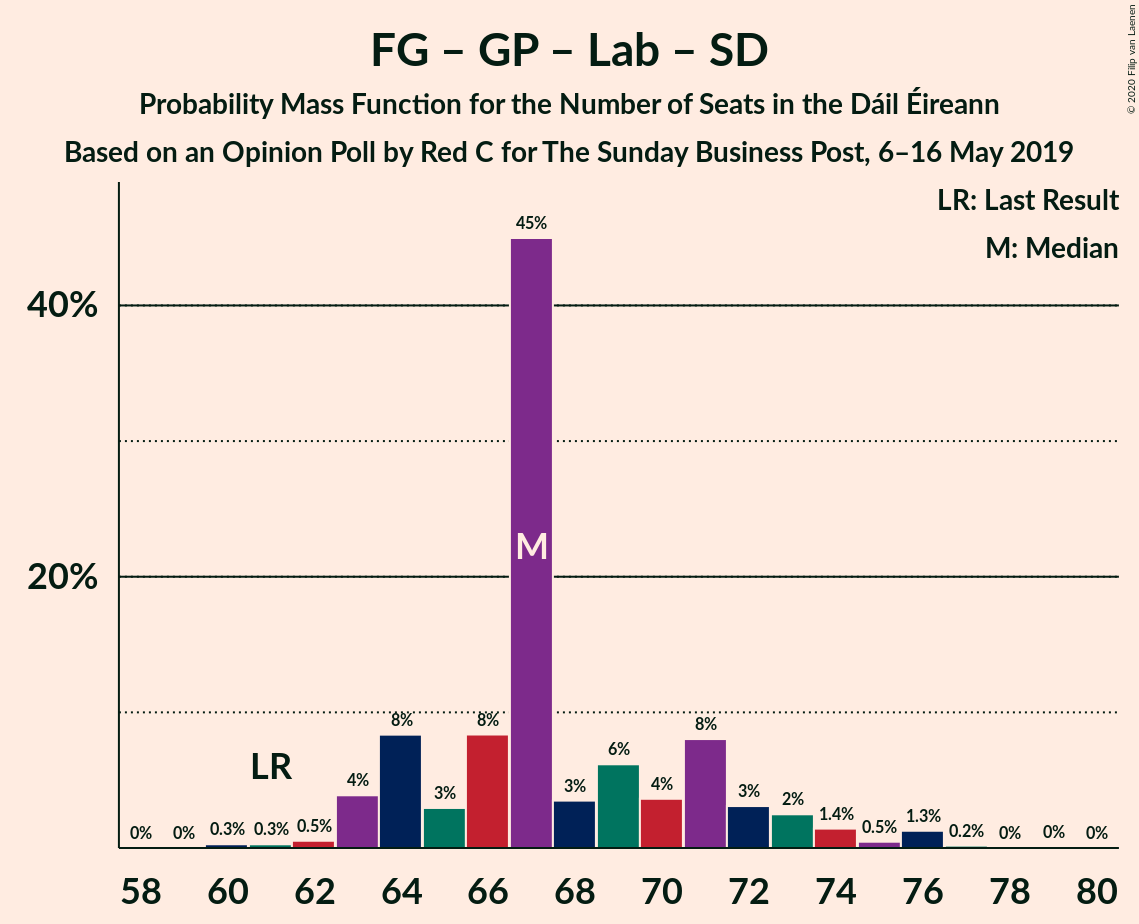 FG – GP – Lab – SD
Probability Mass Function for the Number of Seats in the Dáil Éireann
Based on an Opinion Poll by Red C for The Sunday Business Post, 6–16 May 2019
© 2020 Filip van Laenen
LR: Last Result
M: Median
40%
20%
0%
0%
0.3%
0.3%
0.5%
4%
8%
3%
8%
45%
3%
6%
4%
8%
3%
2%
1.4%
0.5%
1.3%
0.2%
0%
0%
0%
LR
M
58 60 62 64 66 68 70 72 74 76 78 80